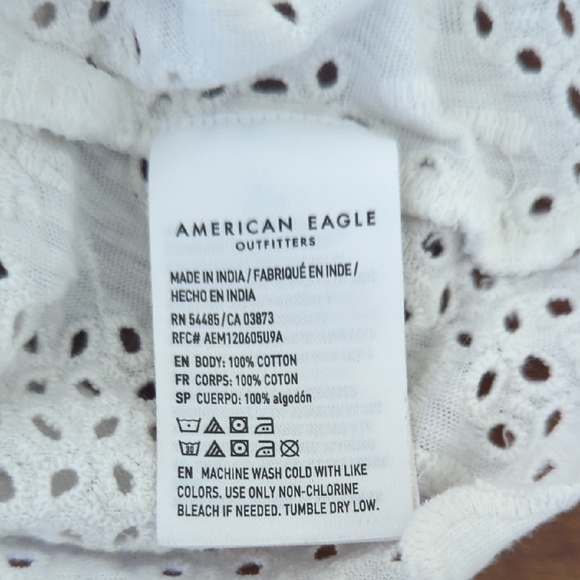 AMERICAN EAGLE
OUTFITTERS
MADE IN INDIA / FABRIQUÉ EN INDE /
HECHO EN INDIA
RN 54485 / CA 03873
RFC# AEM120605U9A
EN BODY: 100% COTTON
FR CORPS: 100% COTON
SP CUERPO: 100% algodón
EN MACHINE WASH COLD WITH LIKE
COLORS. USE ONLY NON-CHLORINE
BLEACH IF NEEDED. TUMBLE DRY LOW.